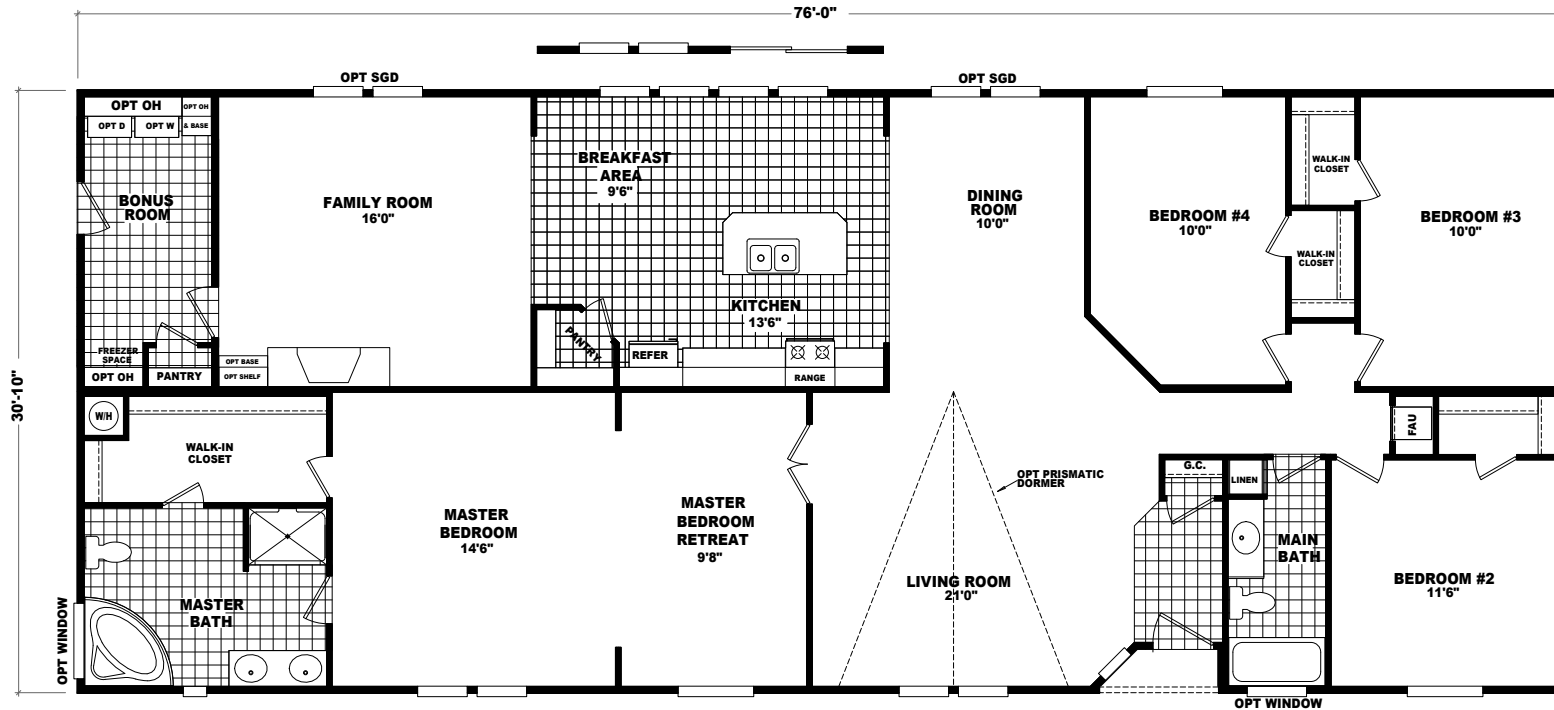 76'-0"
OPT SGD
OPT SGD
OPT OH
OPT OH
OPT D
OPT W
& BASE
BONUS
ROOM
FAMILY ROOM
16'0"
BREAKFAST
AREA
9'6"
DINING
ROOM
10'0"
BEDROOM #4
10'0"
WALK-IN
CLOSET
WALK-IN
CLOSET
BEDROOM #3
10'0"
KITCHEN
13'6"
PANTRY
REFER
RANGE
FREEZER
SPACE
OPT OH
PANTRY
OPT BASE
OPT SHELF
30'-10"
W/H
WALK-IN
CLOSET
FAU
G.C.
LINEN
OPT PRISMATIC
DORMER
MASTER
BEDROOM
14'6"
MASTER
BEDROOM
RETREAT
9'8"
MAIN
BATH
LIVING ROOM
21'0"
BEDROOM #2
11'6"
MASTER
BATH
OPT WINDOW
OPT WINDOW